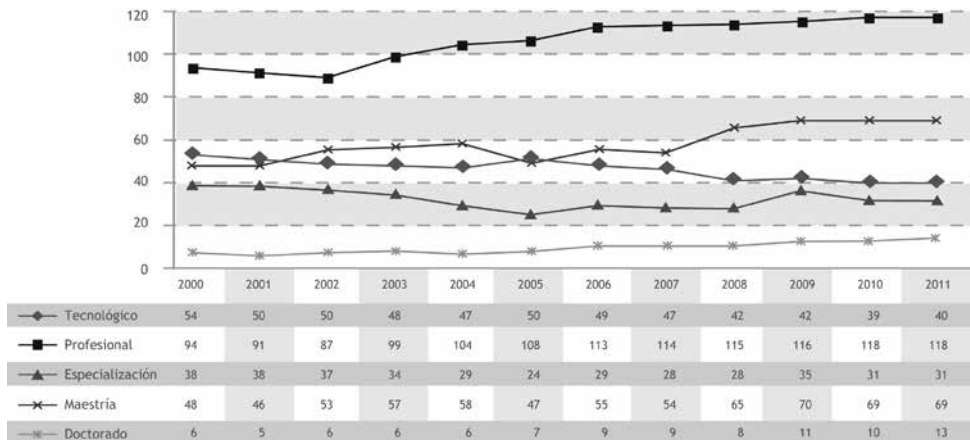 120
100
80
60
40
20
0
2000 2001 2002 2003 2004 2005 2006 2007 2008 2009 2010 2011
Tecnológico 54 50 50 48 47 50 49 47 42 42 39 40
Profesional 94 91 87 99 104 108 113 114 115 116 118 118
Especialización 38 38 37 34 29 24 29 28 28 35 31 31
Maestría 48 46 53 57 58 47 55 54 65 70 69 69
Doctorado 6 5 6 6 6 7 9 9 8 11 10 13